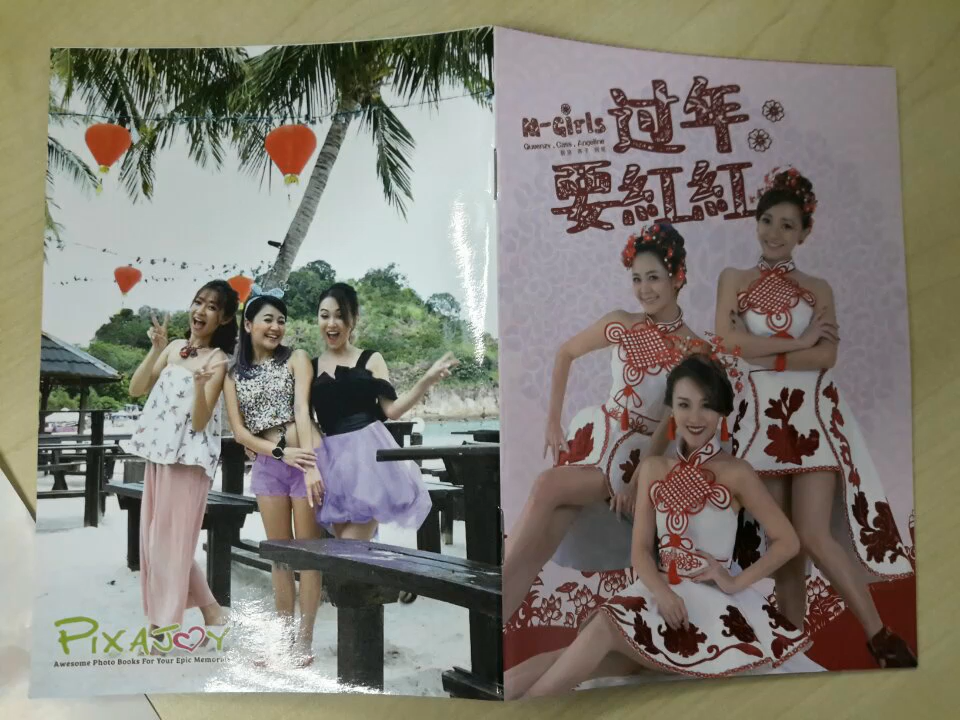 PIXAJOY
Awesome Photo Books For Your Epic Memories
M-Girls
Queenzy . Cass . Angeline
过年
要紅紅